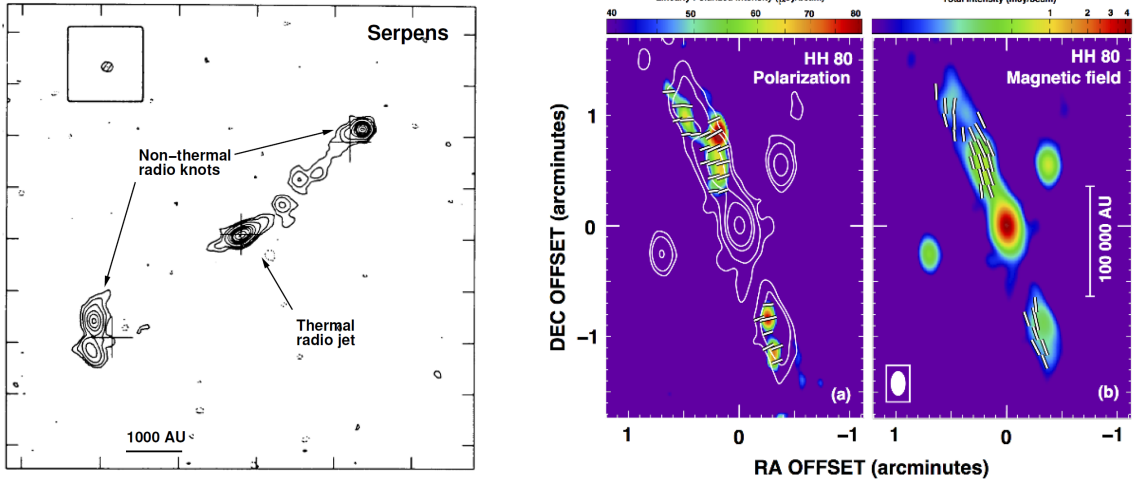 Serpens
Non-thermal
radio knots
Thermal
radio jet
1000 AU
40 50 60 70 80
1 2 3 4
HH 80
Polarization
HH 80
Magnetic field
DEC OFFSET (arcminutes)
1
0
−1
100 000 AU
(a)
(b)
1 0 −1
1 0 −1
RA OFFSET (arcminutes)